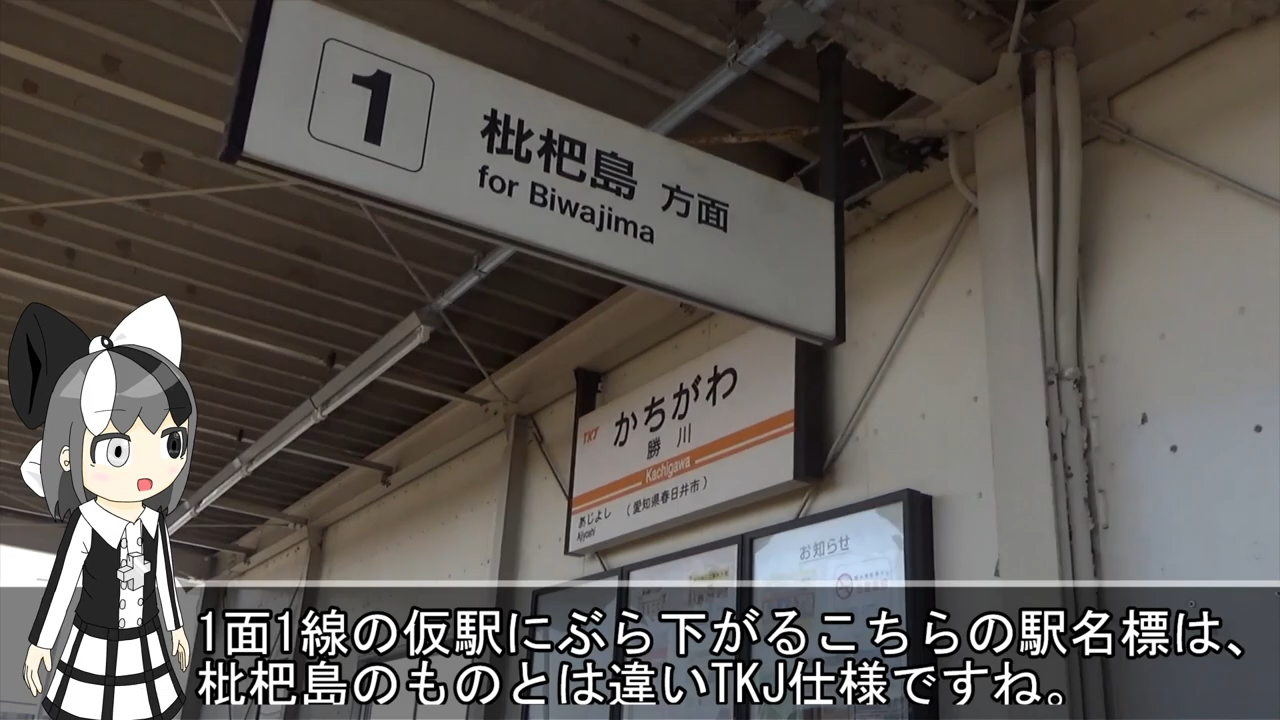 1 枇杷島 方面
for Biwajima
TKJ かちがわ
勝 川
Kachigawa
あじよし (愛知県春日井市)
Ajiyoshi
お知らせ
1面1線の仮駅にぶら下がるこちらの駅名標は、
枇杷島のものとは違いTKJ仕様ですね。